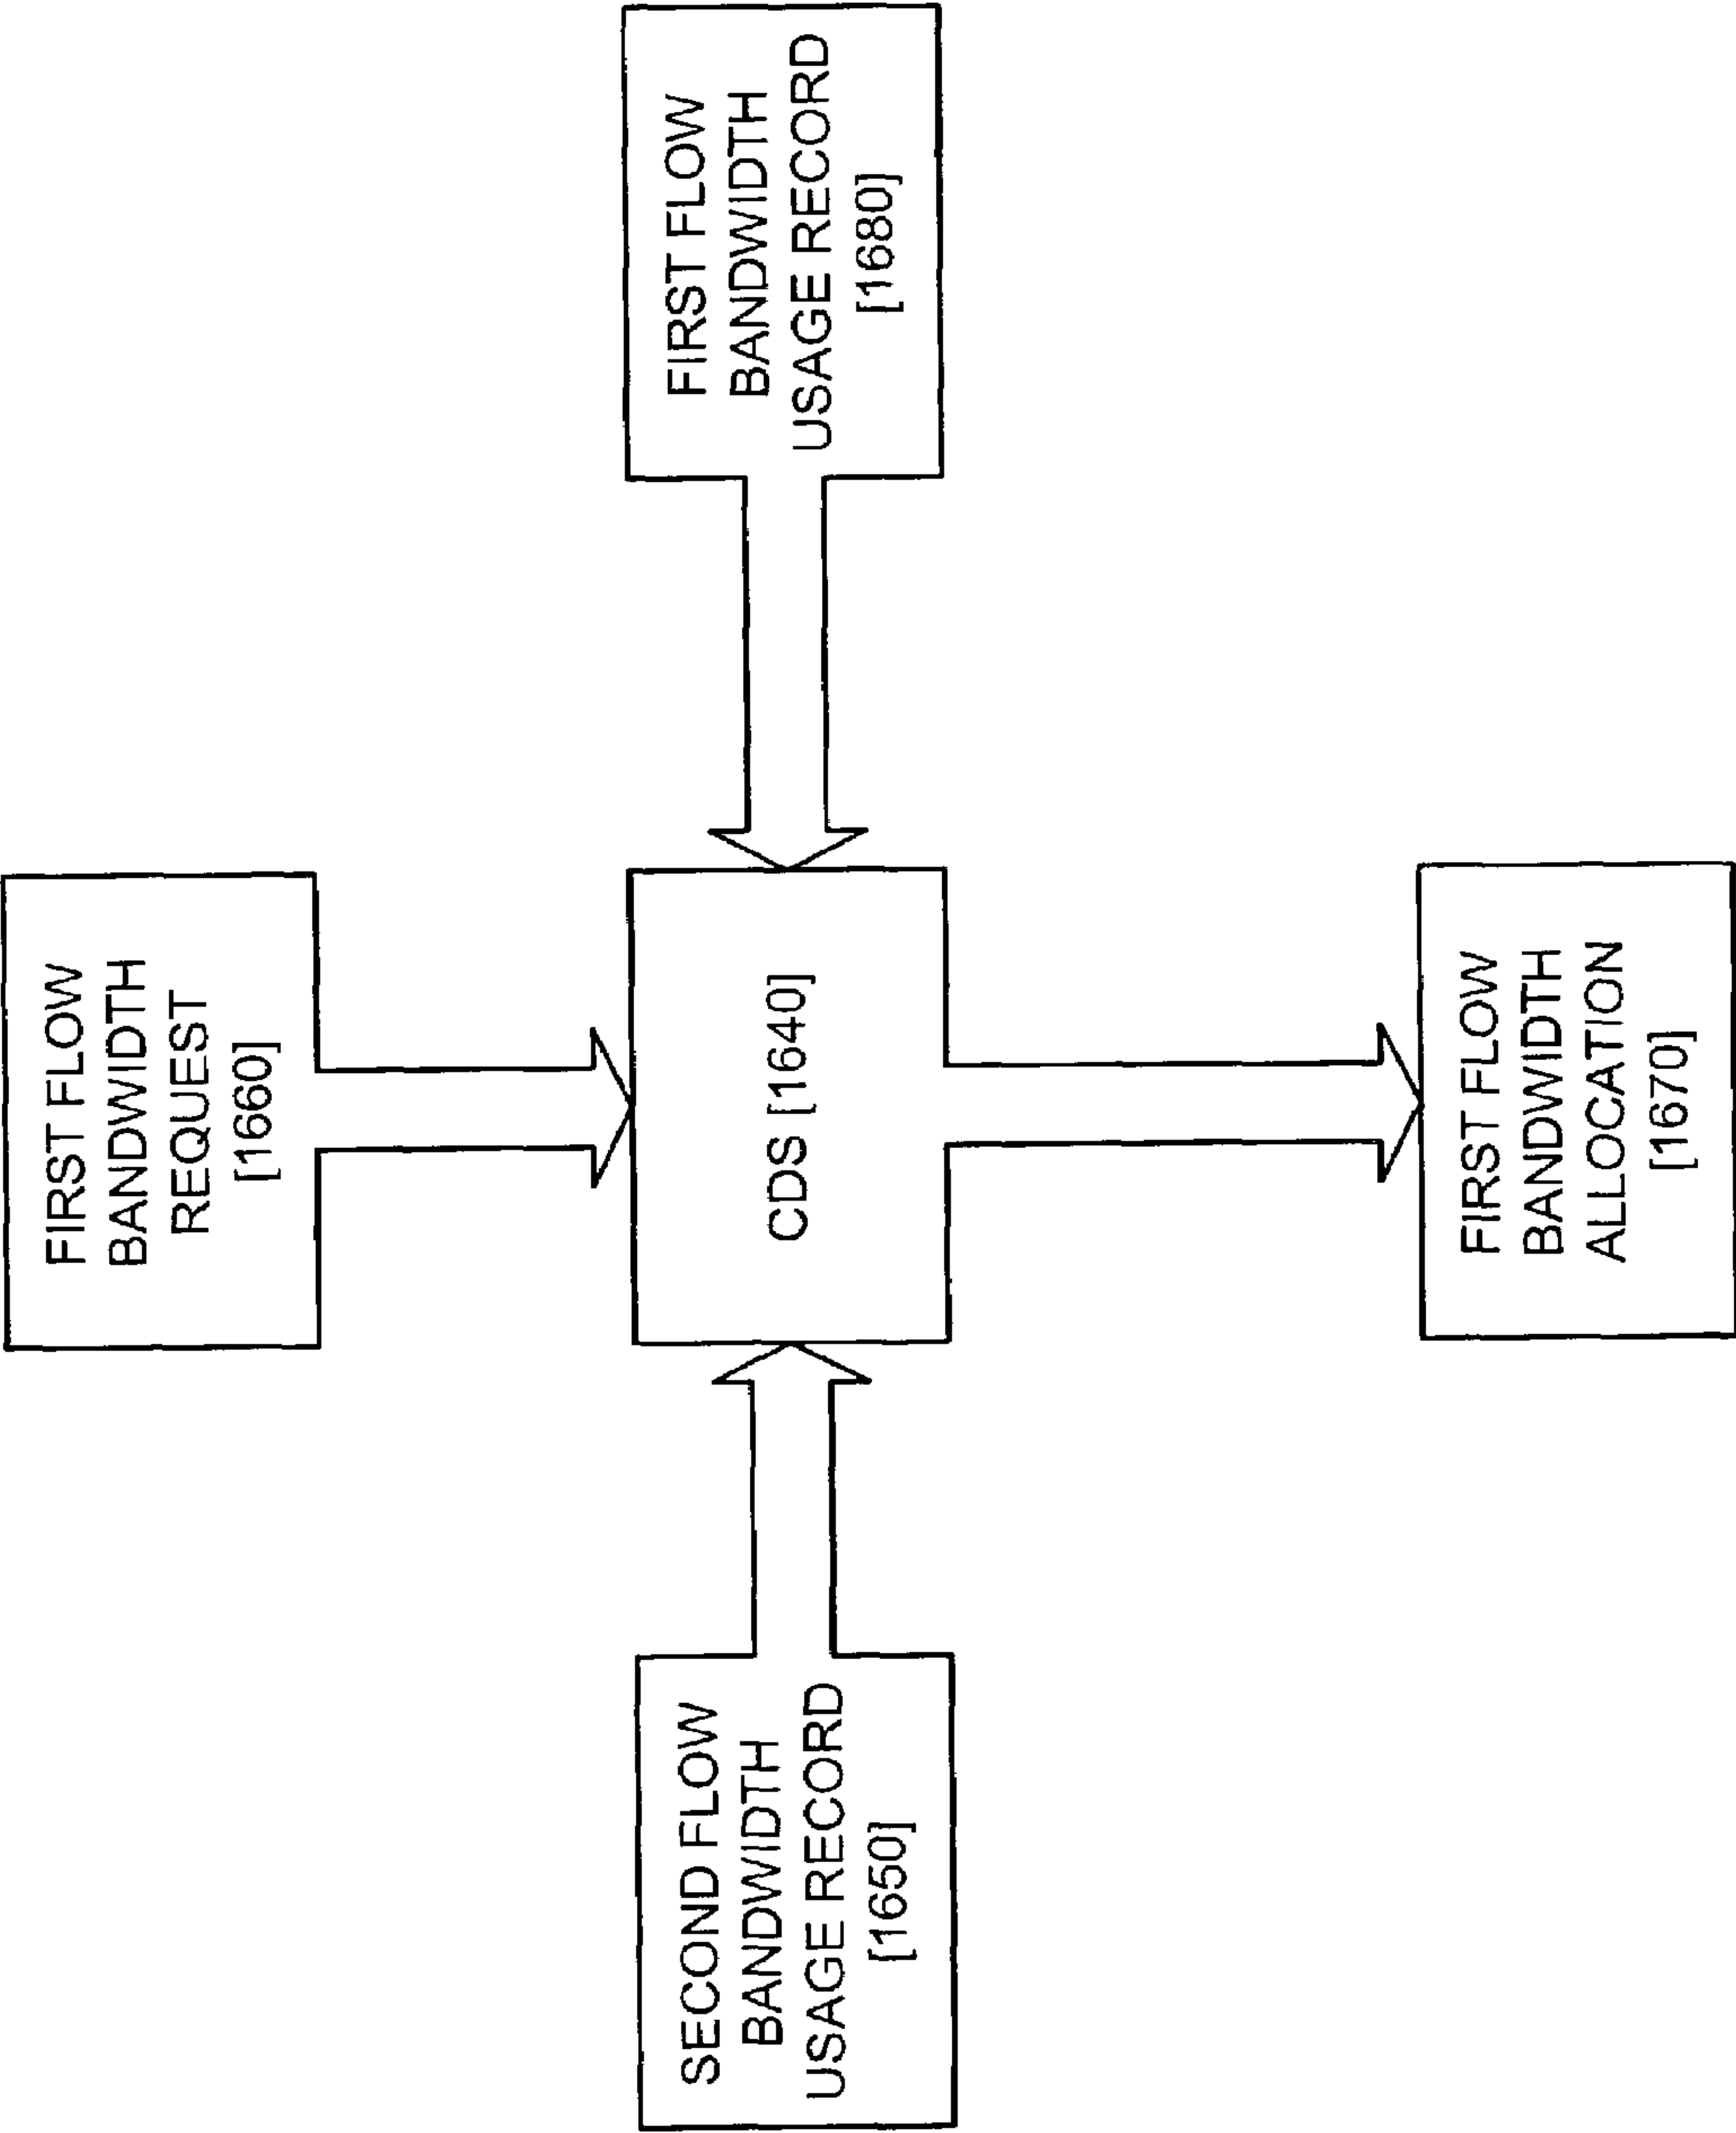 FIRST FLOW
BANDWIDTH
REQUEST
[1660]
SECOND FLOW
BANDWIDTH
USAGE RECORD
[1650]
CDS [1640]
FIRST FLOW
BANDWIDTH
USAGE RECORD
[1680]
FIRST FLOW
BANDWIDTH
ALLOCATION
[1670]